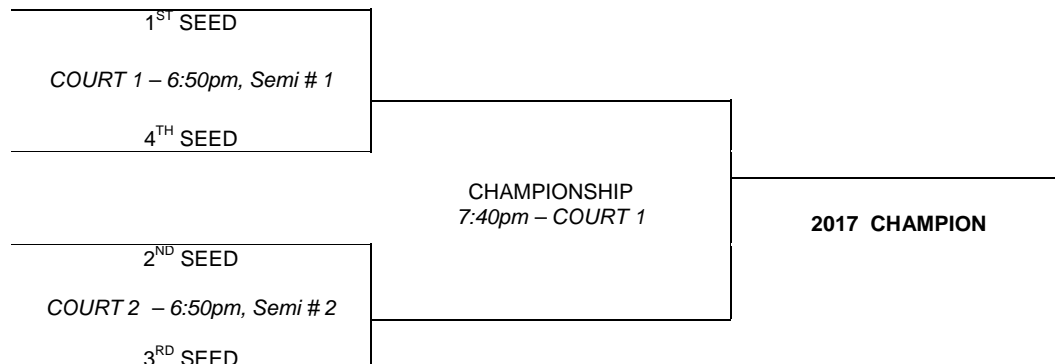 1ST SEED
COURT 1 – 6:50pm, Semi # 1
4TH SEED
CHAMPIONSHIP
7:40pm – COURT 1
2017 CHAMPION
2ND SEED
COURT 2 – 6:50pm, Semi # 2
3RD SEED